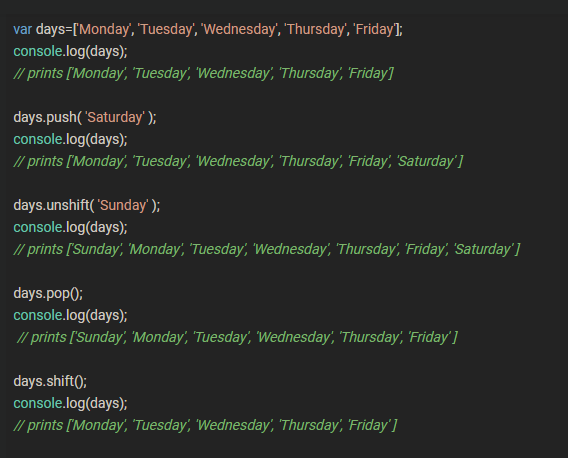 var days=['Monday', 'Tuesday', 'Wednesday', 'Thursday', 'Friday'];
console.log(days);
// prints ['Monday', 'Tuesday', 'Wednesday', 'Thursday', 'Friday']
days.push( 'Saturday' );
console.log(days);
// prints ['Monday', 'Tuesday', 'Wednesday', 'Thursday', 'Friday', 'Saturday' ]
days.unshift( 'Sunday' );
console.log(days);
// prints ['Sunday', 'Monday', 'Tuesday', 'Wednesday', 'Thursday', 'Friday', 'Saturday' ]
days.pop();
console.log(days);
// prints ['Sunday', 'Monday', 'Tuesday', 'Wednesday', 'Thursday', 'Friday' ]
days.shift();
console.log(days);
// prints ['Monday', 'Tuesday', 'Wednesday', 'Thursday', 'Friday' ]